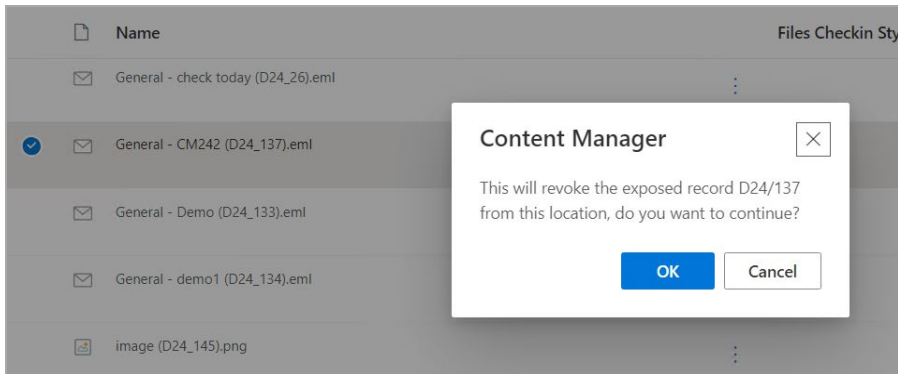 Name
Files Checkin Sty
General - check today (D24_26).eml
General - CM242 (D24_137).eml
General - Demo (D24_133).eml
General - demo1 (D24_134).eml
image (D24_145).png
Content Manager
This will revoke the exposed record D24/137
from this location, do you want to continue?
OK
Cancel